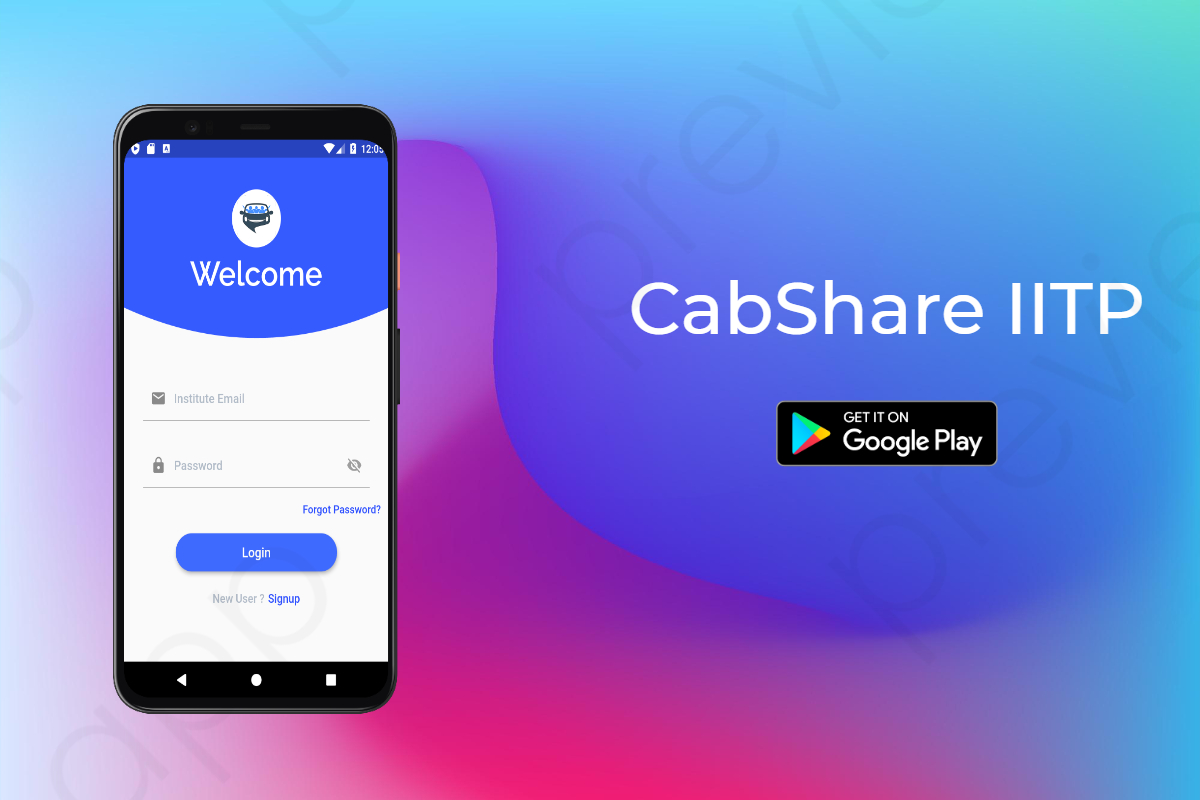 12:05
Welcome
Institute Email
Password
Forgot Password?
Login
New User ? Signup
CabShare IITP
GET IT ON
Google Play
app preview
preview